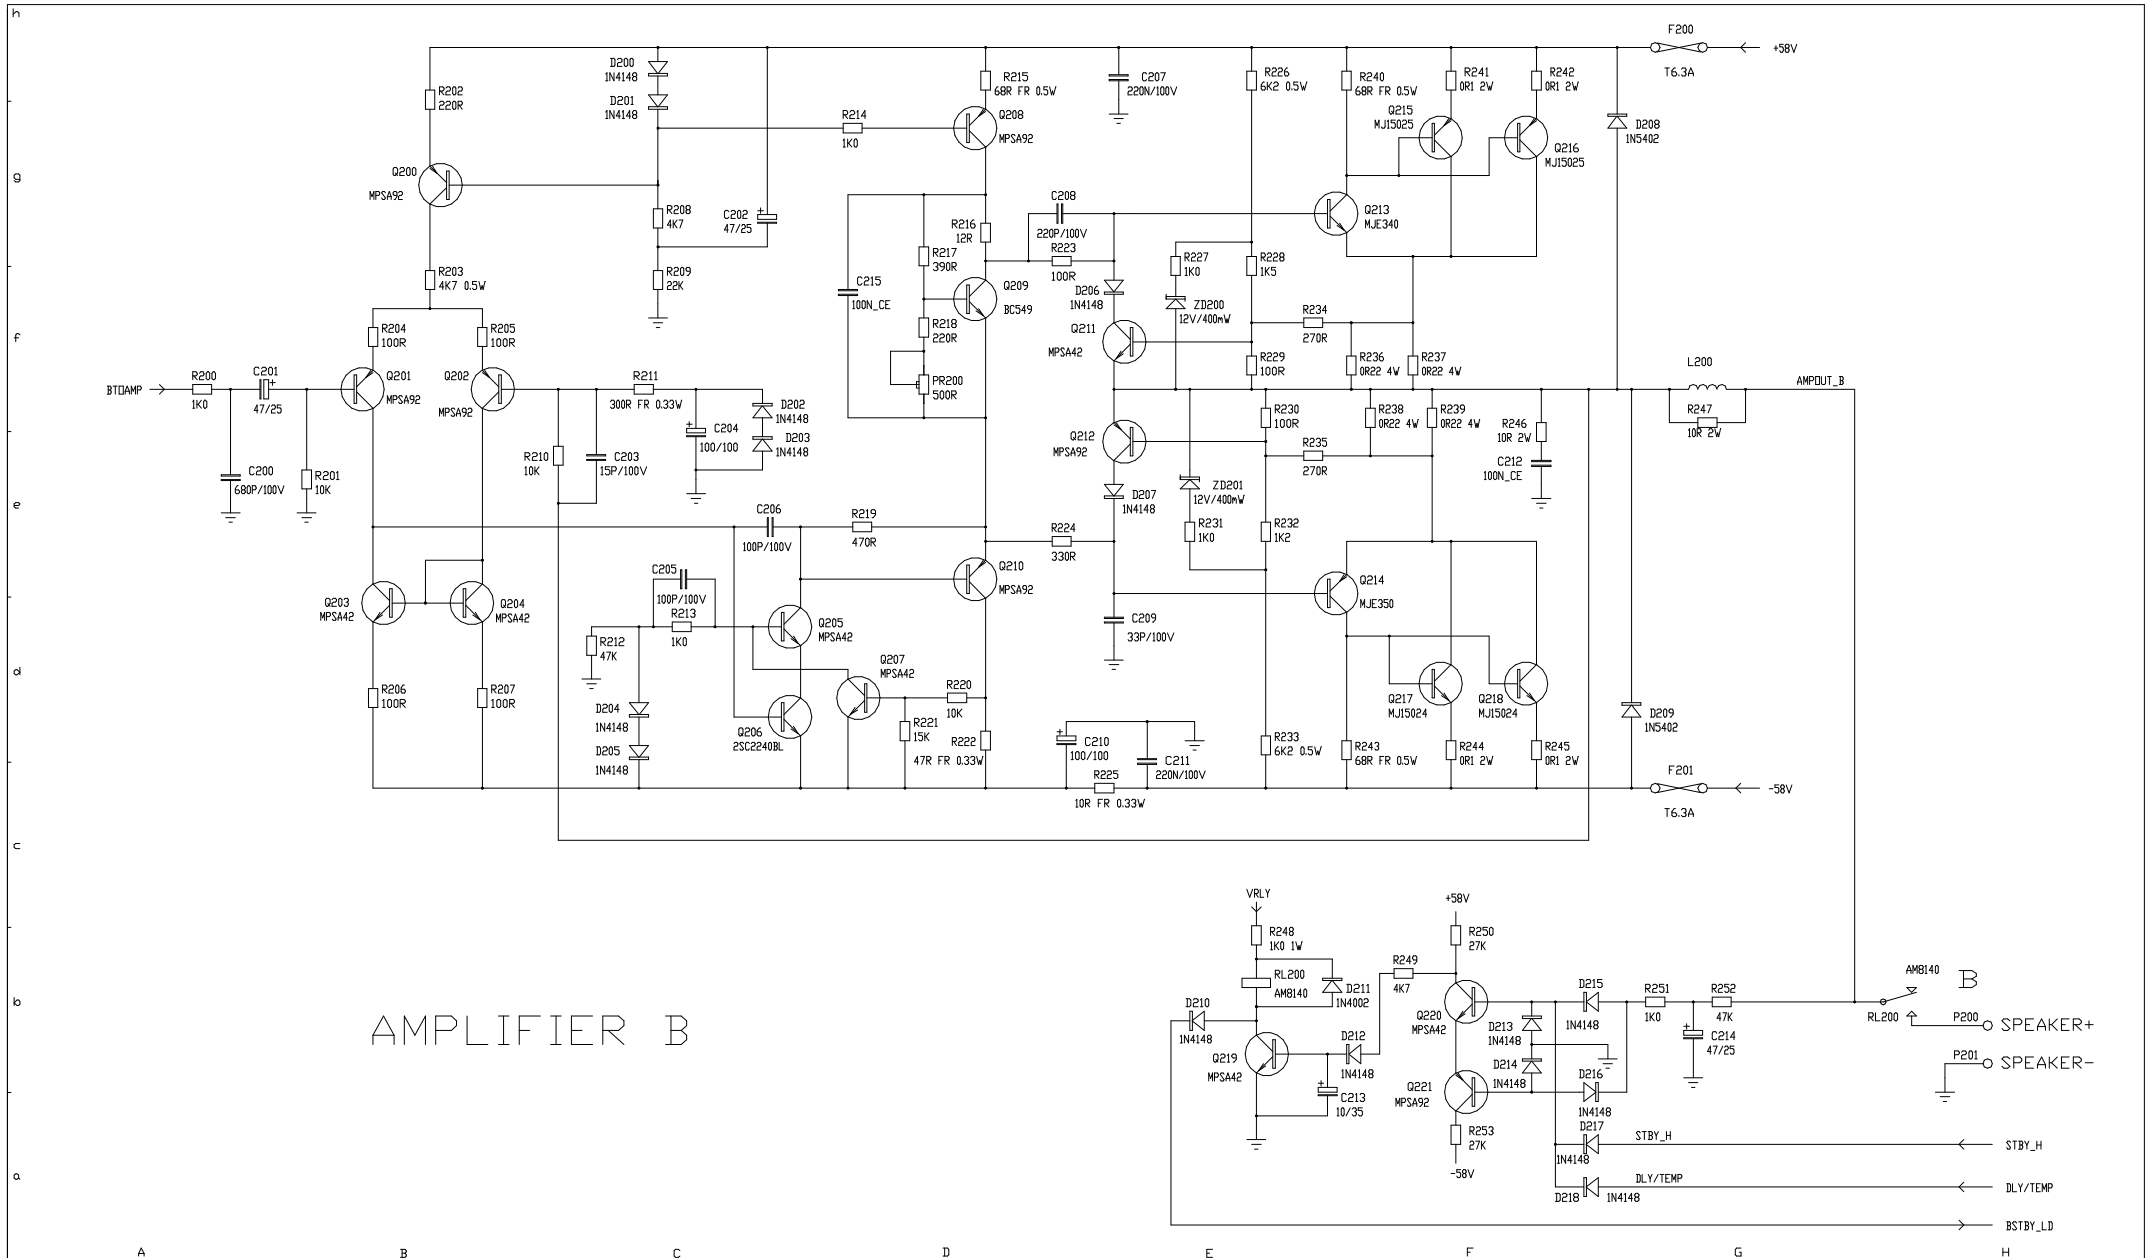 h
F200
+58V
T6.3A
D200
1N4148
D201
1N4148
R202
220R
R215
68R FR 0.5W
C207
220N/100V
R226
6K2 0.5W
R240
68R FR 0.5W
R241
0R1 2W
R242
0R1 2W
Q215
MJ15025
R214
1K0
Q208
MPSA92
D208
1N5402
Q216
MJ15025
g
Q200
MPSA92
R208
4K7
C202
47/25
+
C208
220P/100V
Q213
MJE340
R216
12R
R217
390R
R223
100R
R227
1K0
R228
1K5
R203
4K7 0.5W
R209
22K
C215
100N_CE
Q209
BC549
D206
1N4148
ZD200
12V/400mW
R234
270R
R218
220R
Q211
MPSA42
f
R204
100R
R205
100R
R229
100R
R236
0R22 4W
R237
0R22 4W
L200
BTOAMP
R200
1K0
C201
+
47/25
Q201
MPSA92
Q202
MPSA92
R211
300R FR 0.33W
PR200
500R
AMPOUT_B
D202
1N4148
R230
100R
R238
0R22 4W
R239
0R22 4W
R246
10R 2W
R247
10R 2W
+
C204
100/100
D203
1N4148
Q212
MPSA92
R235
270R
R210
10K
C203
15P/100V
C212
100N_CE
C200
680P/100V
R201
10K
D207
1N4148
ZD201
12V/400mW
e
C206
100P/100V
R219
470R
R224
330R
R231
1K0
R232
1K2
C205
100P/100V
Q210
MPSA92
Q214
MJE350
Q203
MPSA42
Q204
MPSA42
R213
1K0
Q205
MPSA42
C209
33P/100V
R212
47K
d
Q207
MPSA42
R206
100R
R207
100R
R220
10K
Q217
MJ15024
Q218
MJ15024
D204
1N4148
D209
1N5402
Q206
2SC2240BL
R221
15K
R222
47R FR 0.33W
+
C210
100/100
R233
6K2 0.5W
R243
68R FR 0.5W
R244
0R1 2W
R245
0R1 2W
D205
1N4148
C211
220N/100V
R225
10R FR 0.33W
F201
-58V
T6.3A
c
VRLY
+58V
R248
1K0 1W
R250
27K
R249
4K7
RL200
AM8140
D211
1N4002
AM8140
B
b
AMPLIFIER B
D210
1N4148
Q220
MPSA42
D213
1N4148
D215
1N4148
R251
1K0
R252
47K
RL200
P200
SPEAKER+
+
C214
47/25
Q219
MPSA42
D212
1N4148
D214
1N4148
P201
SPEAKER-
+
C213
10/35
Q221
MPSA92
D216
1N4148
R253
27K
D217
1N4148
STBY_H
STBY_H
a
-58V
D218
1N4148
DLY/TEMP
DLY/TEMP
BSTBY_LD
A B C D E F G H